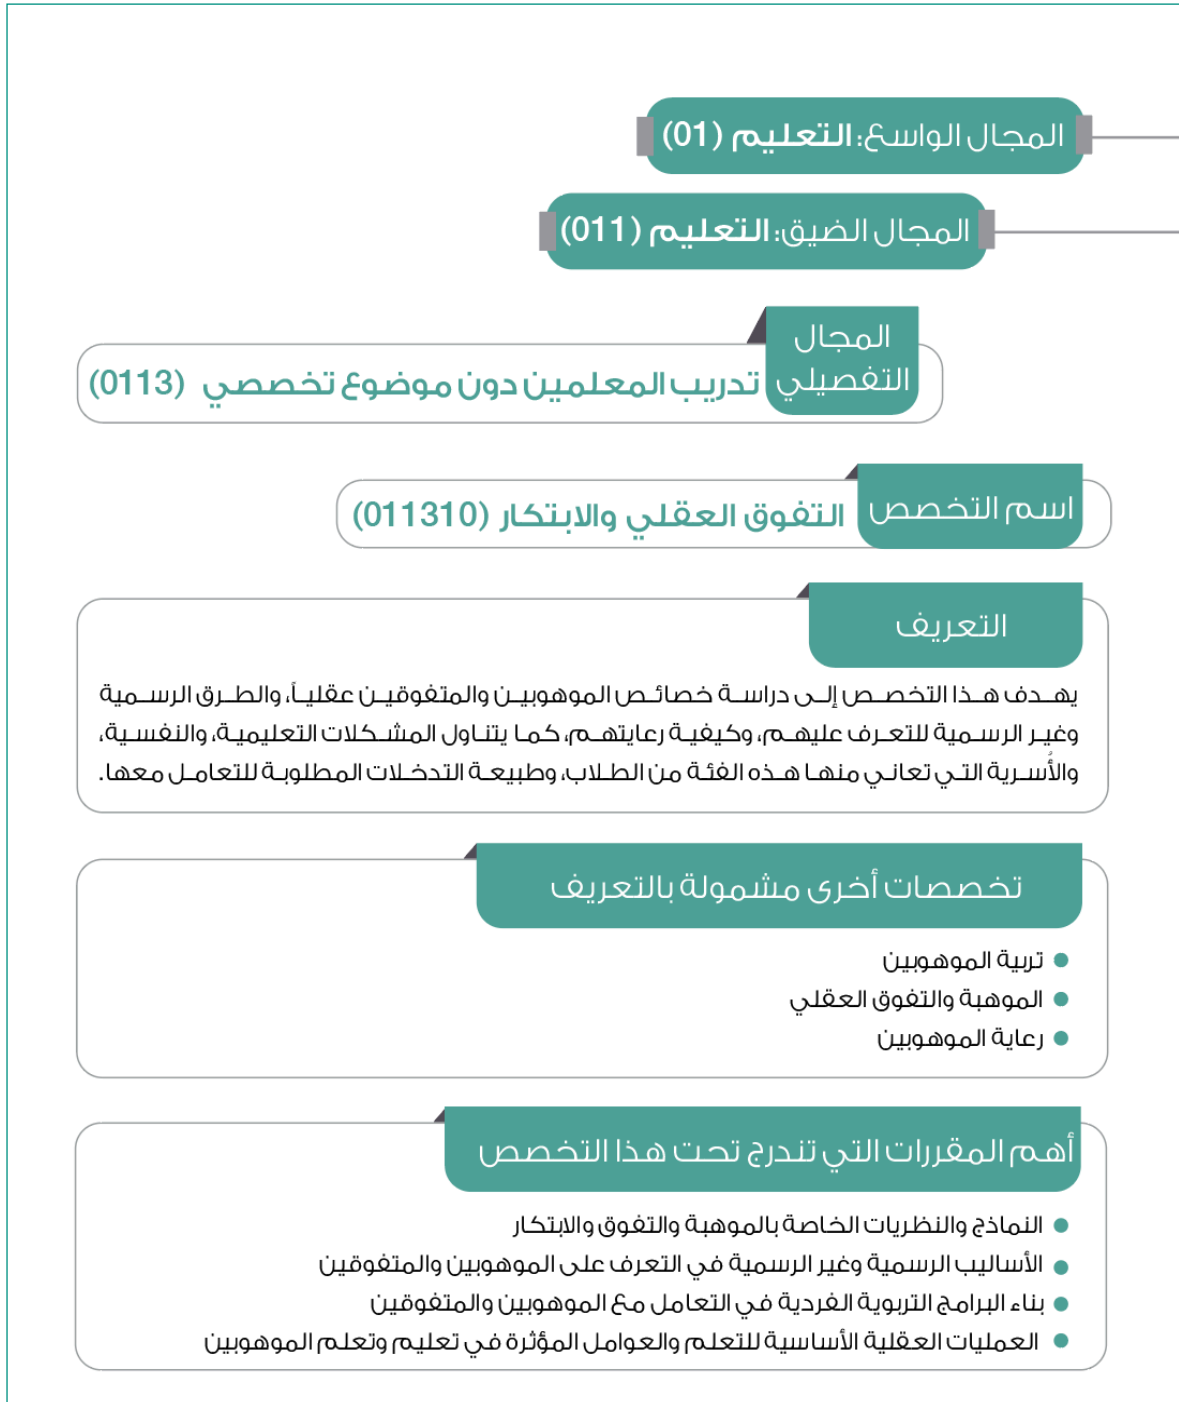 المجال الواسع: التعليم (01)
المجال الضيق: التعليم (011)
المجال
التفصيلي
تدريب المعلمين دون موضوع تخصصي (0113)
اسم التخصص
التفوق العقلي والابتكار (011310)
التعريف
يهدف هذا التخصص إلى دراسة خصائص الموهوبين والمتفوقين عقلياً، والطرق الرسمية
وغير الرسمية للتعرف عليهم، وكيفية رعايتهم، كما يتناول المشكلات التعليمية، والنفسية،
والأُسرية التي تعاني منها هذه الفئة من الطلاب، وطبيعة التدخلات المطلوبة للتعامل معها.
تخصصات أخرى مشمولة بالتعريف
● تربية الموهوبين
● الموهبة والتفوق العقلي
● رعاية الموهوبين
أهم المقررات التي تندرج تحت هذا التخصص
● النماذج والنظريات الخاصة بالموهبة والتفوق والابتكار
● الأساليب الرسمية وغير الرسمية في التعرف على الموهوبين والمتفوقين
● بناء البرامج التربوية الفردية في التعامل مع الموهوبين والمتفوقين
● العمليات العقلية الأساسية للتعلم والعوامل المؤثرة في تعليم وتعلم الموهوبين